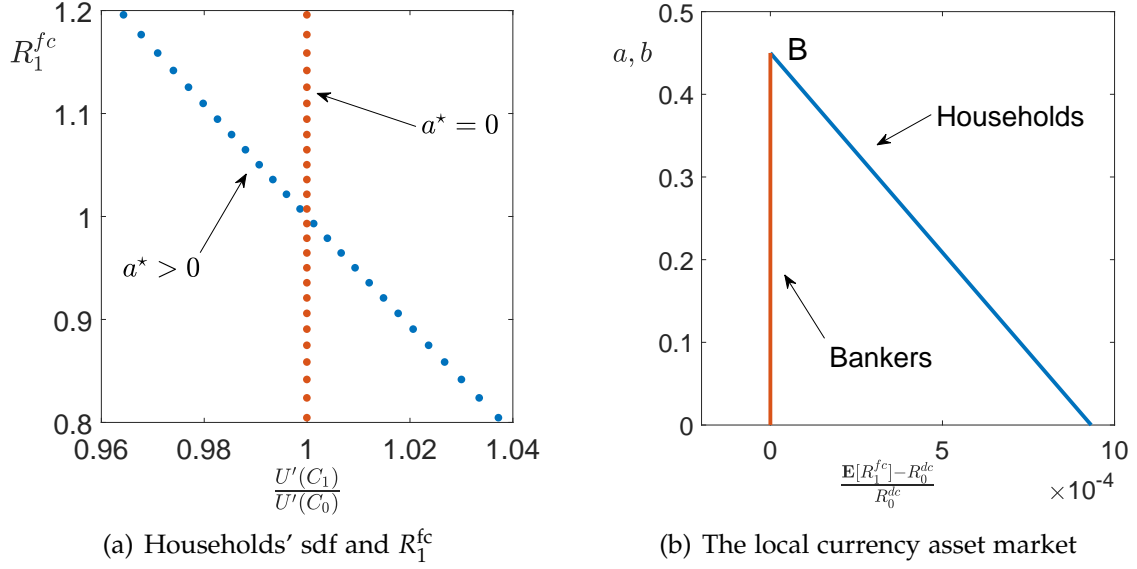 1.2
R_1^{fc}
1.1
1
0.9
0.8
a^⋆ = 0
a^⋆ > 0
0.96 0.98 1 1.02 1.04
U′(C_1)
U′(C_0)
(a) Households’ sdf and R_1^{fc}
0.5
a, b
0.4
0.3
0.2
0.1
0
B
Households
Bankers
0 5 10
E[R_1^{fc}]−R_0^{dc}
R_0^{dc}
×10^{-4}
(b) The local currency asset market